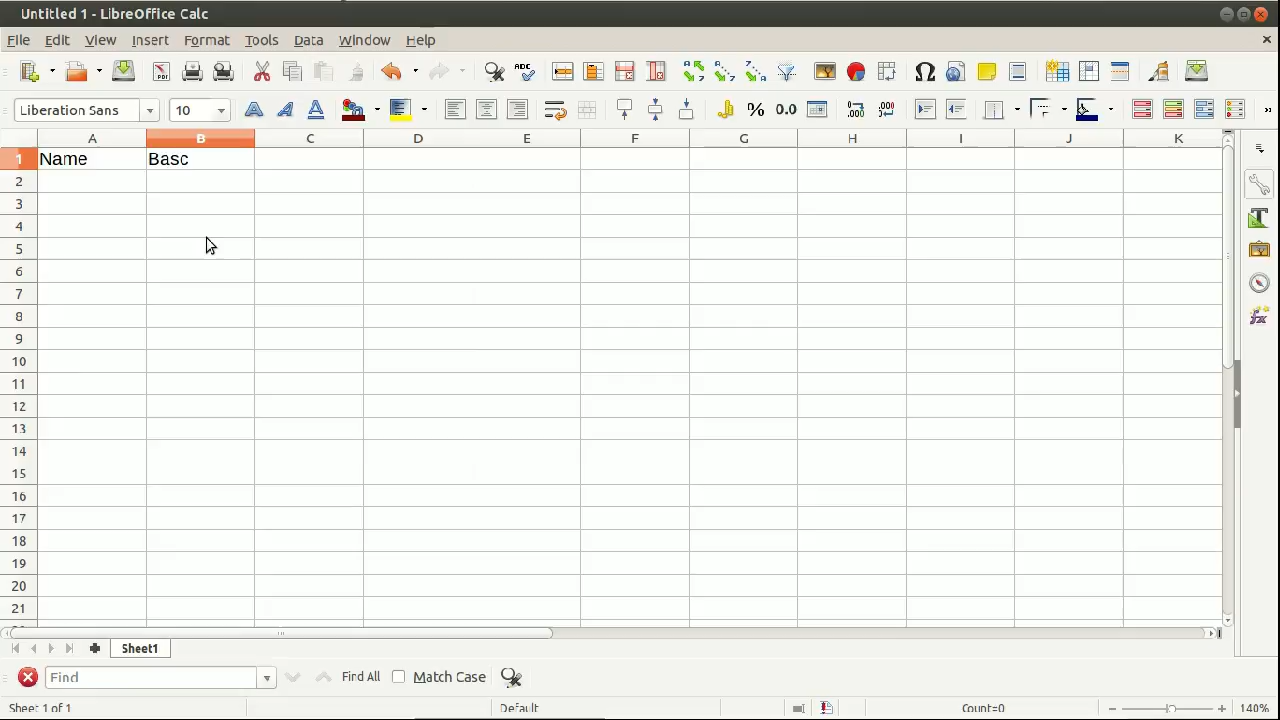 Untitled 1 - LibreOffice Calc
File Edit View Insert Format Tools Data Window Help
Liberation Sans 10 % 0.0
A B C D E F G H I J K
1 Name Basc
2
3
4
5
6
7
8
9
10
11
12
13
14
15
16
17
18
19
20
21
Sheet1
Find Find All Match Case
Sheet 1 of 1 Default Count=0 140%